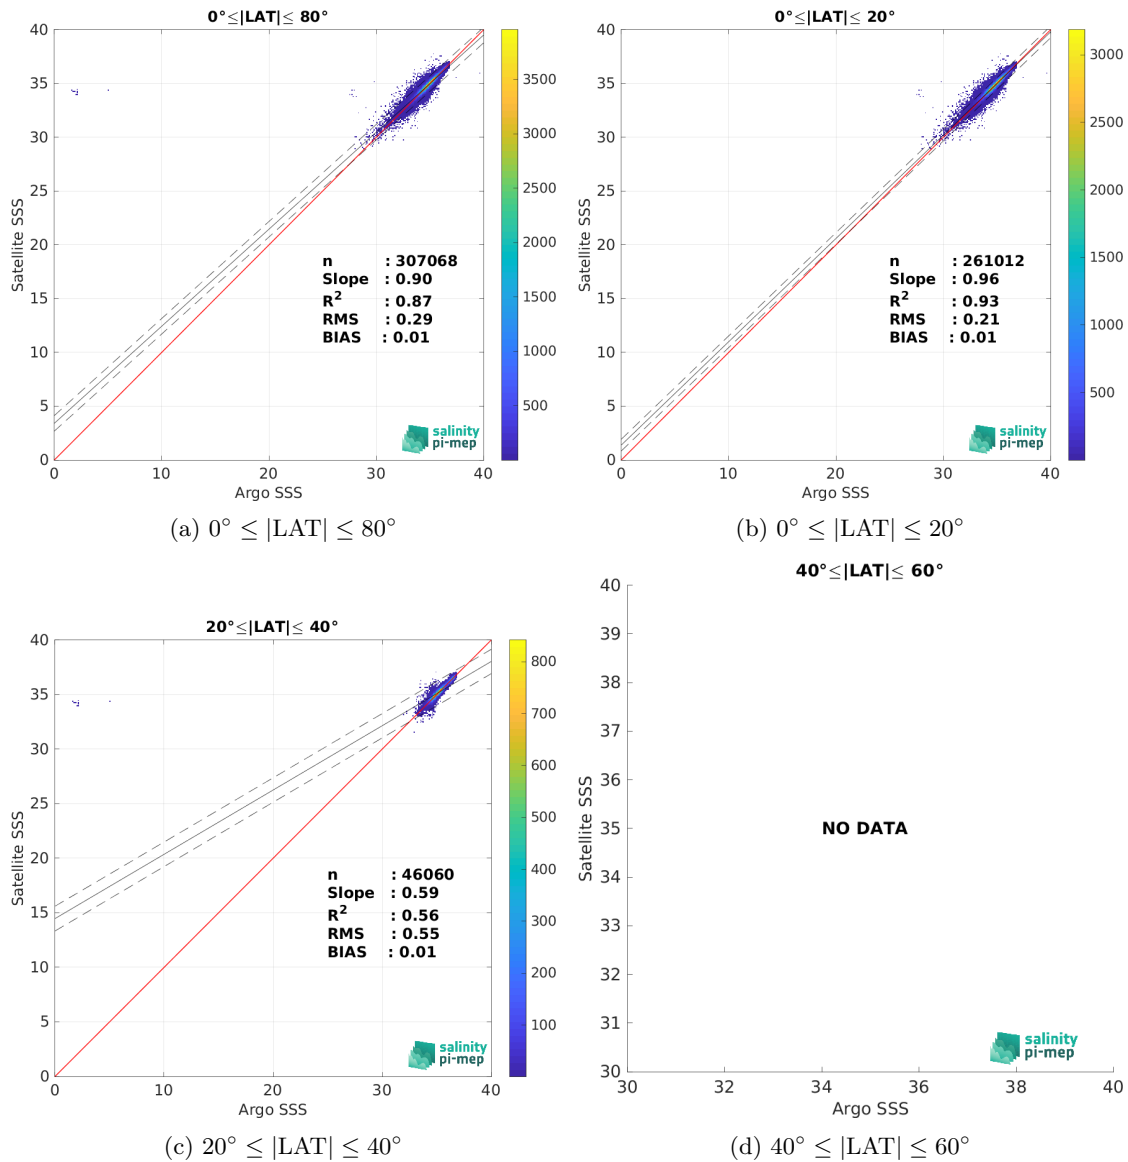 0°≤|LAT|≤ 80°
40
35
30
25
20
15
10
5
0
Satellite SSS
0
10
20
30
40
Argo SSS
n : 307068
Slope : 0.90
R² : 0.87
RMS : 0.29
BIAS : 0.01
salinity
pi-mep
3500
3000
2500
2000
1500
1000
500
(a) 0° ≤ |LAT| ≤ 80°
0°≤|LAT|≤ 20°
40
35
30
25
20
15
10
5
0
Satellite SSS
0
10
20
30
40
Argo SSS
n : 261012
Slope : 0.96
R² : 0.93
RMS : 0.21
BIAS : 0.01
salinity
pi-mep
3000
2500
2000
1500
1000
500
(b) 0° ≤ |LAT| ≤ 20°
20°≤|LAT|≤ 40°
40
35
30
25
20
15
10
5
0
Satellite SSS
0
10
20
30
40
Argo SSS
n : 46060
Slope : 0.59
R² : 0.56
RMS : 0.55
BIAS : 0.01
salinity
pi-mep
800
700
600
500
400
300
200
100
(c) 20° ≤ |LAT| ≤ 40°
40°≤|LAT|≤ 60°
40
39
38
37
36
35
34
33
32
31
30
Satellite SSS
NO DATA
30
32
34
36
38
40
Argo SSS
salinity
pi-mep
(d) 40° ≤ |LAT| ≤ 60°